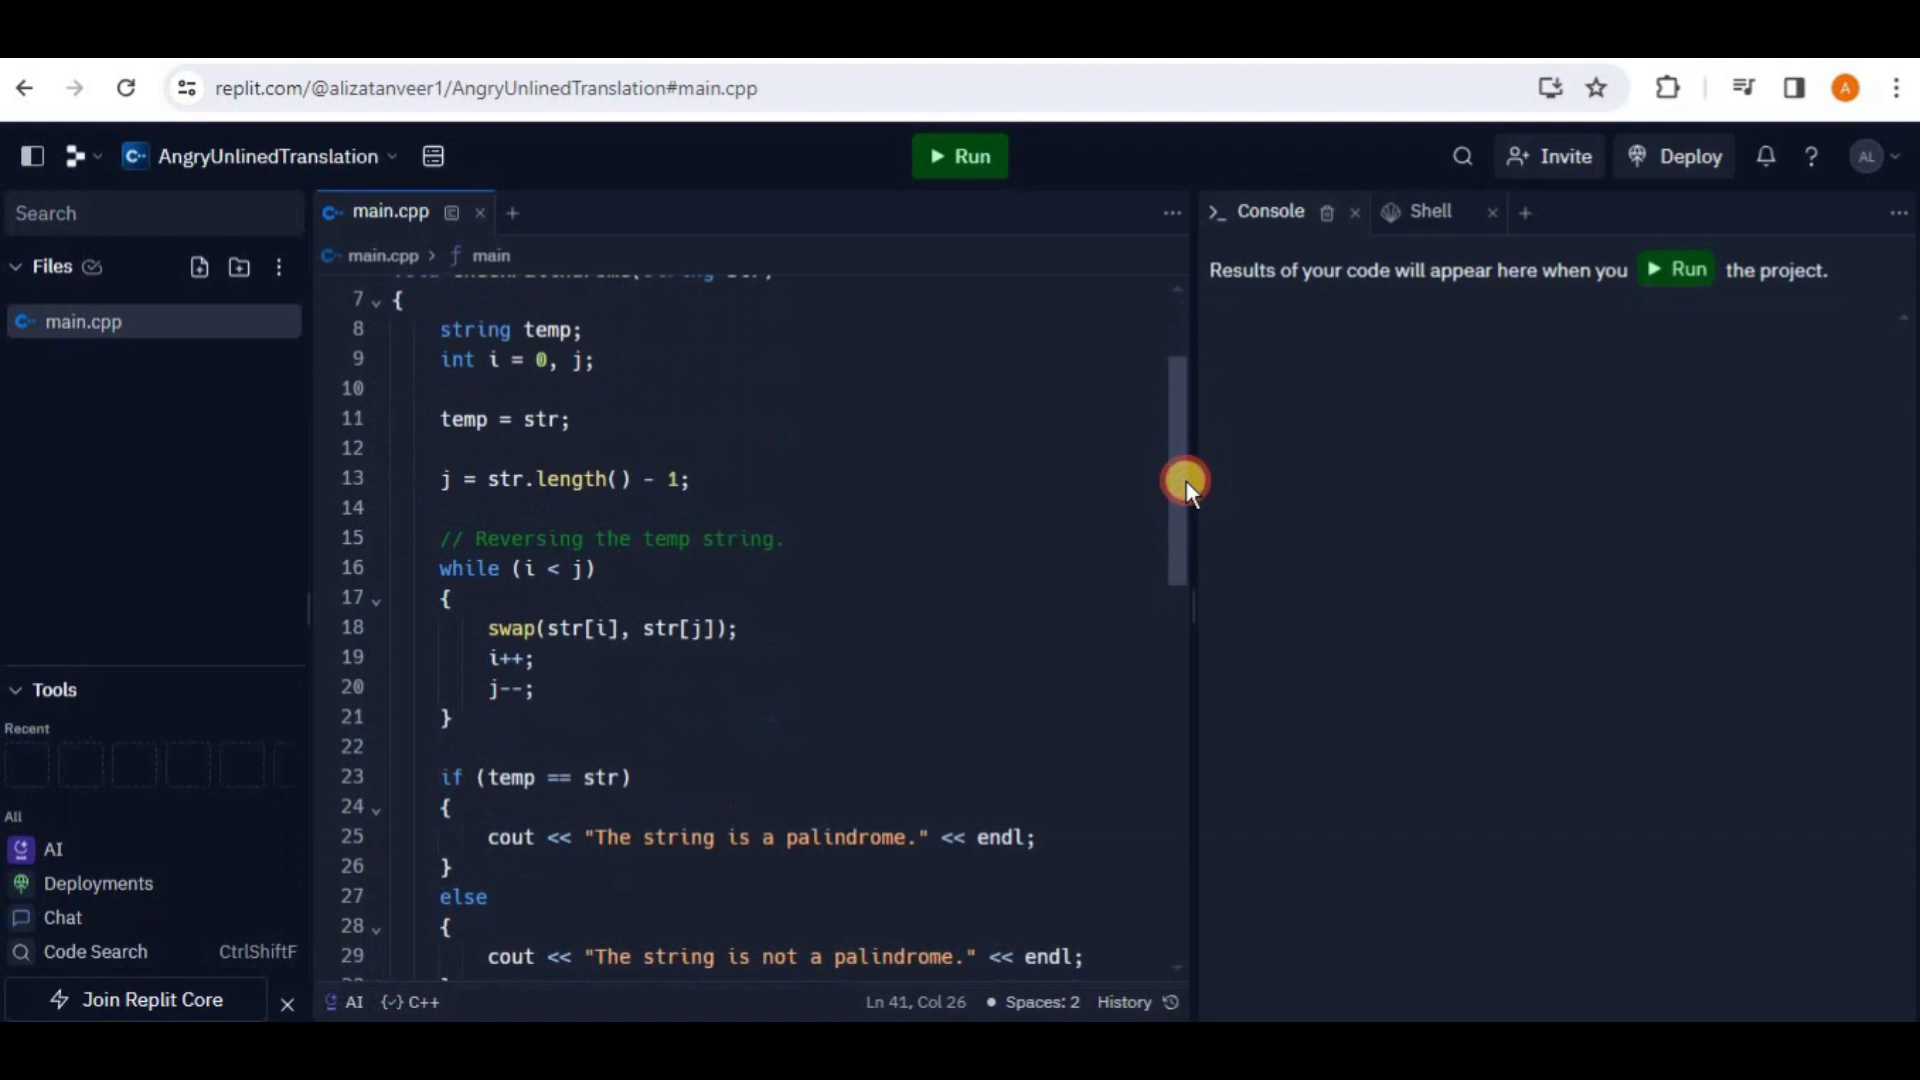 replit.com/@alizatanveer1/AngryUnlinedTranslation#main.cpp
A
AngryUnlinedTranslation
Run
Invite
Deploy
AL
Search
Files
main.cpp
Tools
Recent
All
AI
Deployments
Chat
Code Search CtrlShiftF
Join Replit Core
main.cpp
main.cpp > main
7 {
8 string temp;
9 int i = 0, j;
10
11 temp = str;
12
13 j = str.length() - 1;
14
15 // Reversing the temp string.
16 while (i < j)
17 {
18 swap(str[i], str[j]);
19 i++;
20 j--;
21 }
22
23 if (temp == str)
24 {
25 cout << "The string is a palindrome." << endl;
26 }
27 else
28 {
29 cout << "The string is not a palindrome." << endl;
AI C++
Ln 41, Col 26 Spaces: 2 History
Console Shell
Results of your code will appear here when you Run the project.